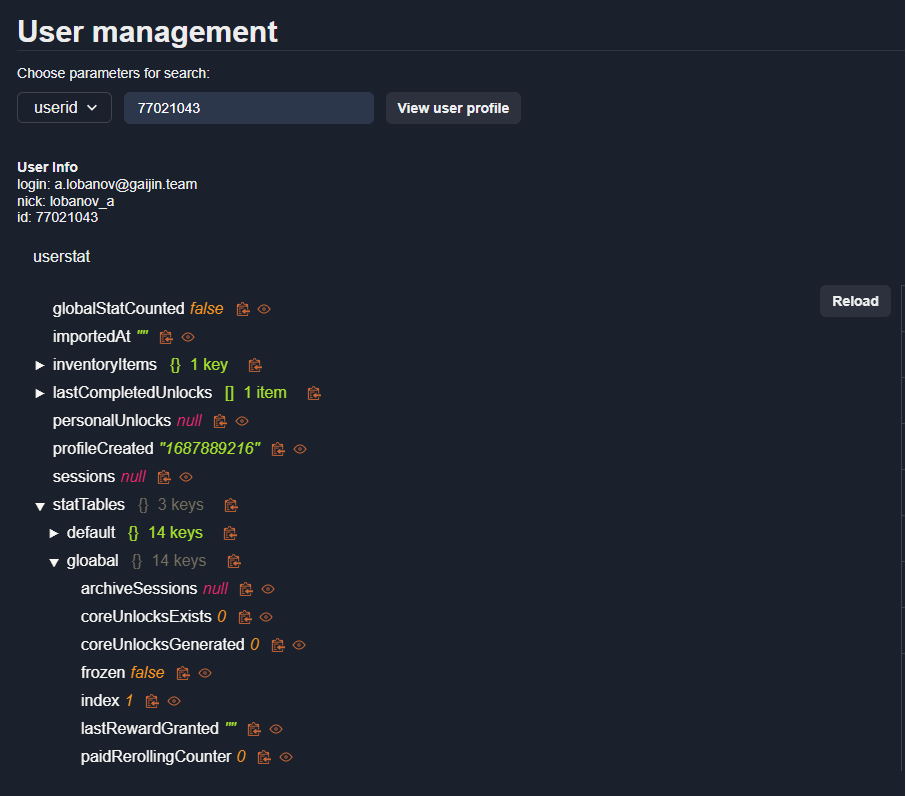 User management
Choose parameters for search:
userid 77021043 View user profile
User Info
login: a.lobanov@gaijin.team
nick: lobanov_a
id: 77021043
userstat
Reload
globalStatCounted false
importedAt ""
inventoryItems {} 1 key
lastCompletedUnlocks [] 1 item
personalUnlocks null
profileCreated "1687889216"
sessions null
statTables {} 3 keys
default {} 14 keys
gloabal {} 14 keys
archiveSessions null
coreUnlocksExists 0
coreUnlocksGenerated 0
frozen false
index 1
lastRewardGranted ""
paidRerollingCounter 0